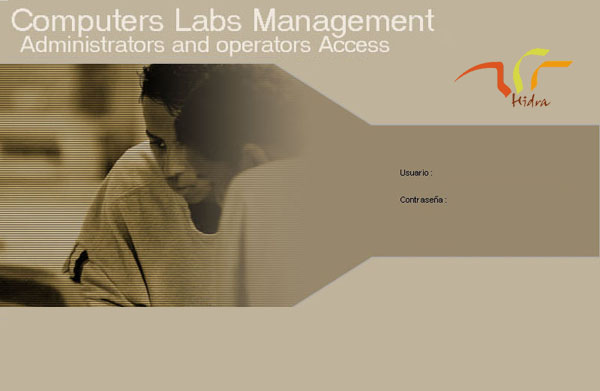 Computers Labs Management
Administrators and operators Access
Hidra
Usuario :
Contraseña :